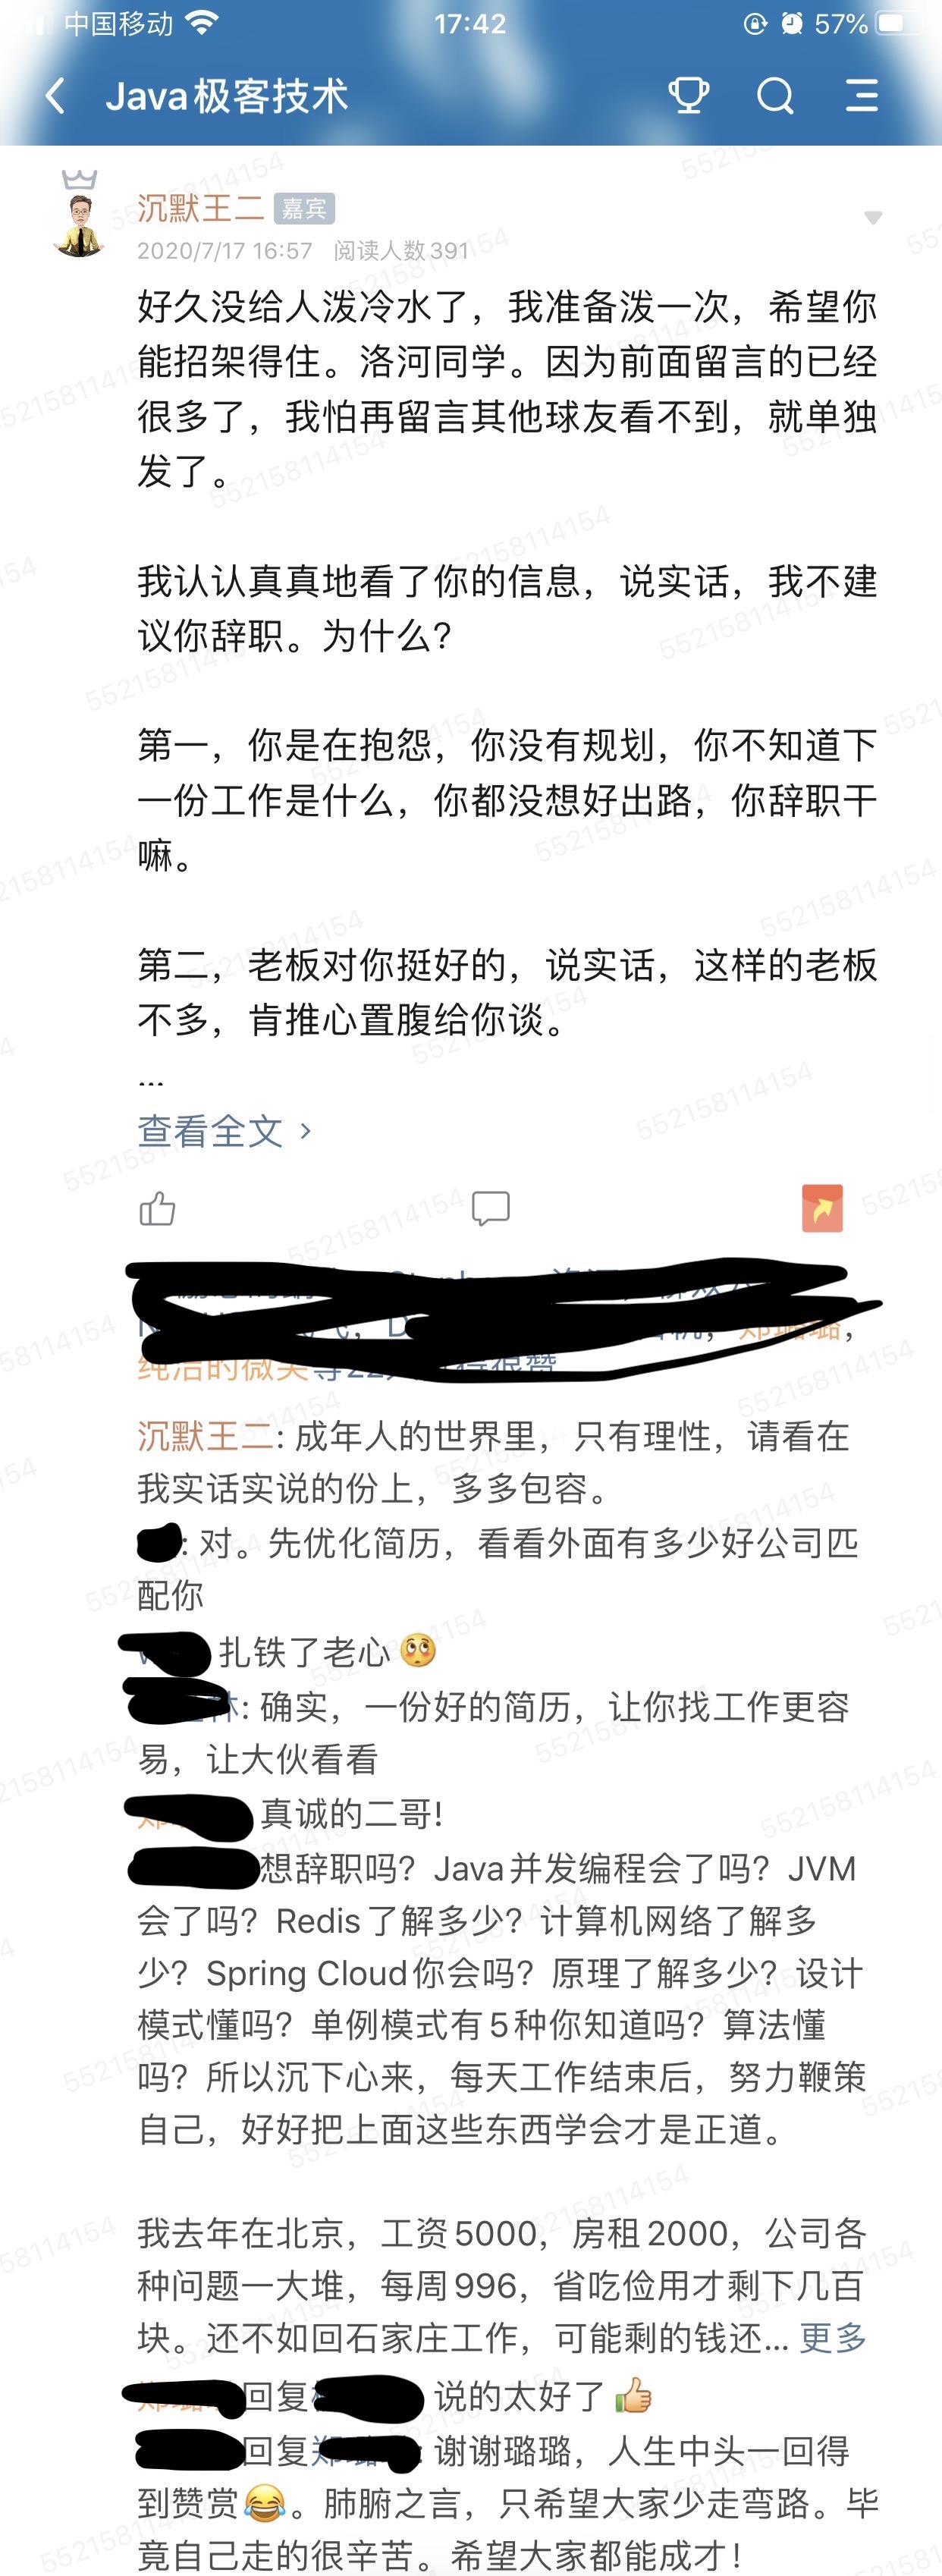 中国移动 17:42 57%
Java极客技术
沉默王二 嘉宾
2020/7/17 16:57 阅读人数391
好久没给人泼冷水了，我准备泼一次，希望你
能招架得住。洛河同学。因为前面留言的已经
很多了，我怕再留言其他球友看不到，就单独
发了。
我认认真真地看了你的信息，说实话，我不建
议你辞职。为什么？
第一，你是在抱怨，你没有规划，你不知道下
一份工作是什么，你都没想好出路，你辞职干
嘛。
第二，老板对你挺好的，说实话，这样的老板
不多，肯推心置腹给你谈。
...
查看全文 ›
沉默王二: 成年人的世界里，只有理性，请看在
我实话实说的份上，多多包容。
: 对。先优化简历，看看外面有多少好公司匹
配你
扎铁了老心🥺
林: 确实，一份好的简历，让你找工作更容
易，让大伙看看
真诚的二哥!
想辞职吗？Java并发编程会了吗？JVM
会了吗？Redis了解多少？计算机网络了解多
少？Spring Cloud你会吗？原理了解多少？设计
模式懂吗？单例模式有5种你知道吗？算法懂
吗？所以沉下心来，每天工作结束后，努力鞭策
自己，好好把上面这些东西学会才是正道。
我去年在北京，工资5000，房租2000，公司各
种问题一大堆，每周996，省吃俭用才剩下几百
块。还不如回石家庄工作，可能剩的钱还... 更多
回复 说的太好了👍
回复 : 谢谢璐璐，人生中头一回得
到赞赏😂。肺腑之言，只希望大家少走弯路。毕
竟自己走的很辛苦。希望大家都能成才！
552158114154